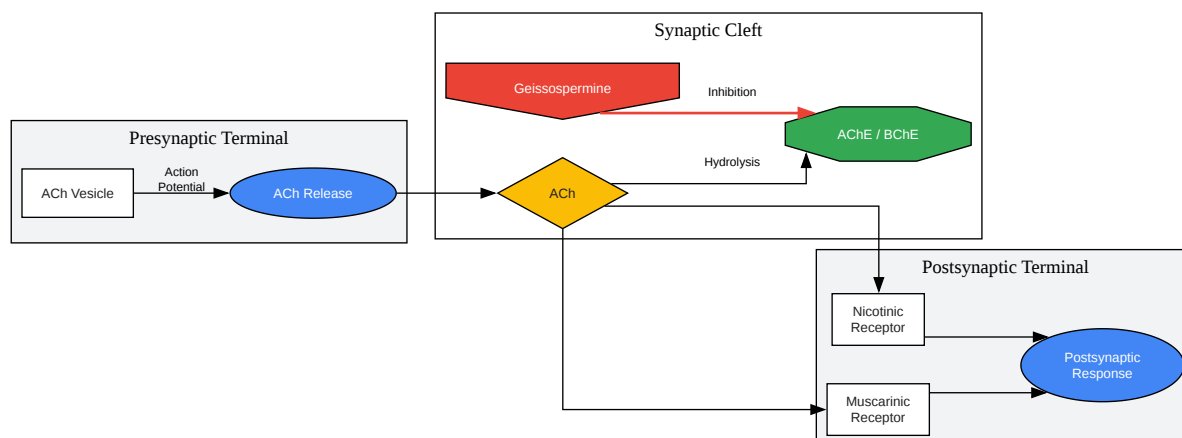 Synaptic Cleft
Geissospermine
Inhibition
AChE / BChE
Presynaptic Terminal
Action
Potential
ACh Vesicle
ACh Release
Hydrolysis
ACh
Postsynaptic Terminal
Nicotinic
Receptor
Postsynaptic
Response
Muscarinic
Receptor